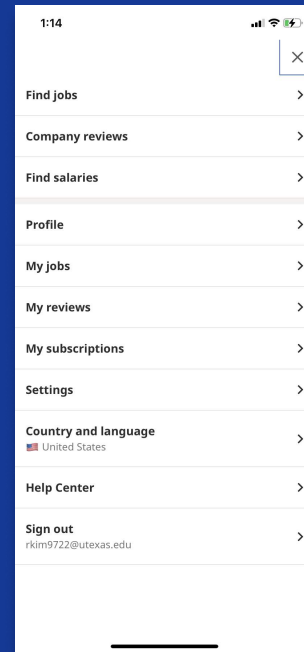 1:14
Find jobs
Company reviews
Find salaries
Profile
My jobs
My reviews
My subscriptions
Settings
Country and language
United States
Help Center
Sign out
rkim9722@utexas.edu